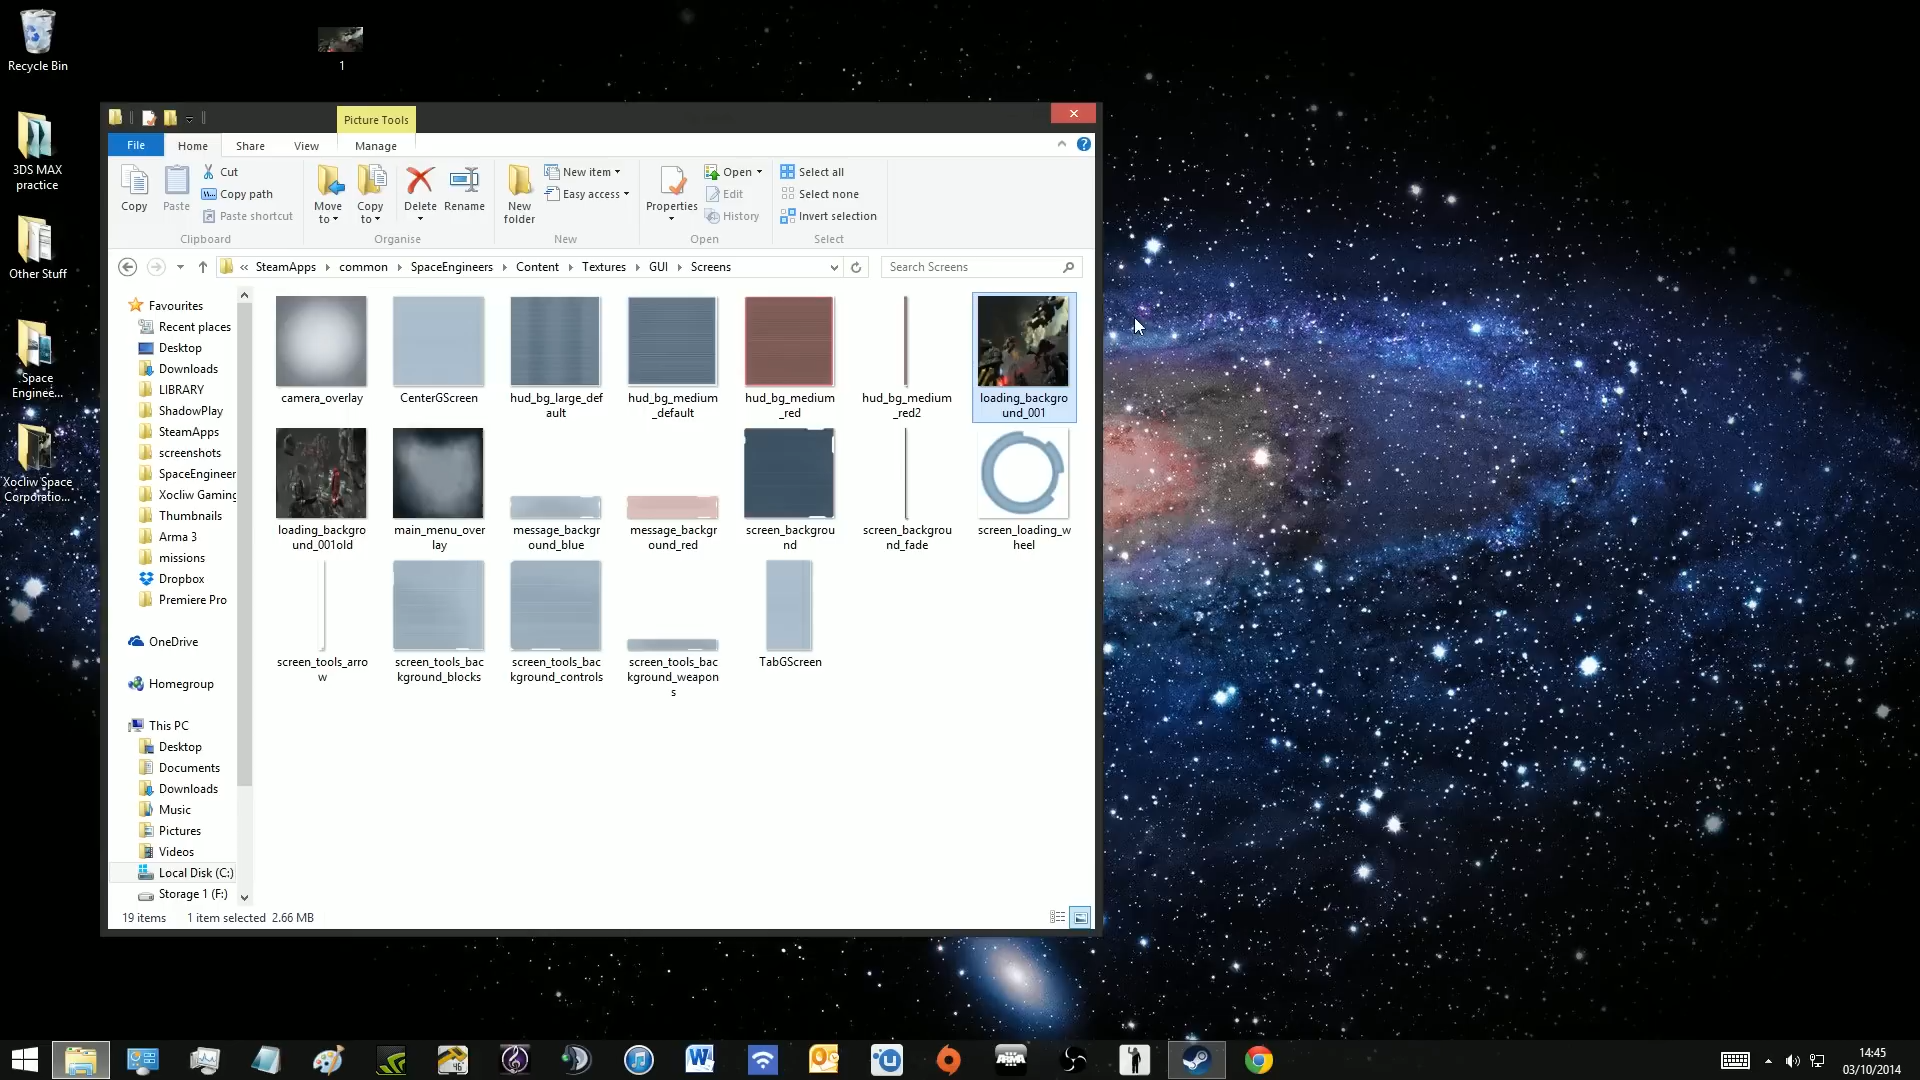 Recycle Bin
1
3DS MAX
practice
Other Stuff
Space
Enginee...
Xocliw Space
Corporatio...
Picture Tools
File
Home
Share
View
Manage
Copy
Paste
Cut
Copy path
Paste shortcut
Clipboard
Move
to
Copy
to
Delete
Rename
Organise
New
folder
New item
Easy access
New
Properties
Open
Edit
History
Open
Select all
Select none
Invert selection
Select
« SteamApps › common › SpaceEngineers › Content › Textures › GUI › Screens
Search Screens
Favourites
Recent places
Desktop
Downloads
LIBRARY
ShadowPlay
SteamApps
screenshots
SpaceEngineer
Xocliw Gaming
Thumbnails
Arma 3
missions
Dropbox
Premiere Pro
OneDrive
Homegroup
This PC
Desktop
Documents
Downloads
Music
Pictures
Videos
Local Disk (C:)
Storage 1 (F:)
camera_overlay
CenterGScreen
hud_bg_large_def
ault
hud_bg_medium
_default
hud_bg_medium
_red
hud_bg_medium
_red2
loading_backgro
und_001
loading_backgro
und_001old
main_menu_over
lay
message_backgr
ound_blue
message_backgr
ound_red
screen_backgrou
nd
screen_backgrou
nd_fade
screen_loading_w
heel
screen_tools_arro
w
screen_tools_bac
kground_blocks
screen_tools_bac
kground_controls
screen_tools_bac
kground_weapon
s
TabGScreen
19 items
1 item selected 2.66 MB
ARMA
14:45
03/10/2014